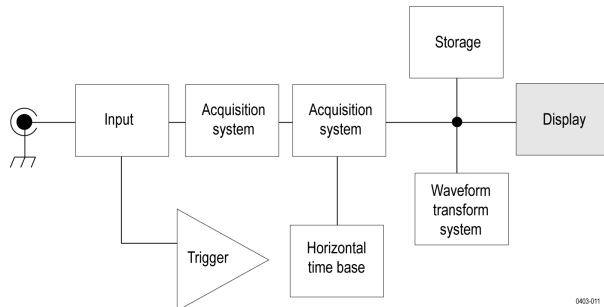 Storage
Input
Acquisition
system
Acquisition
system
Display
Waveform
transform
system
Trigger
Horizontal
time base
0403-011